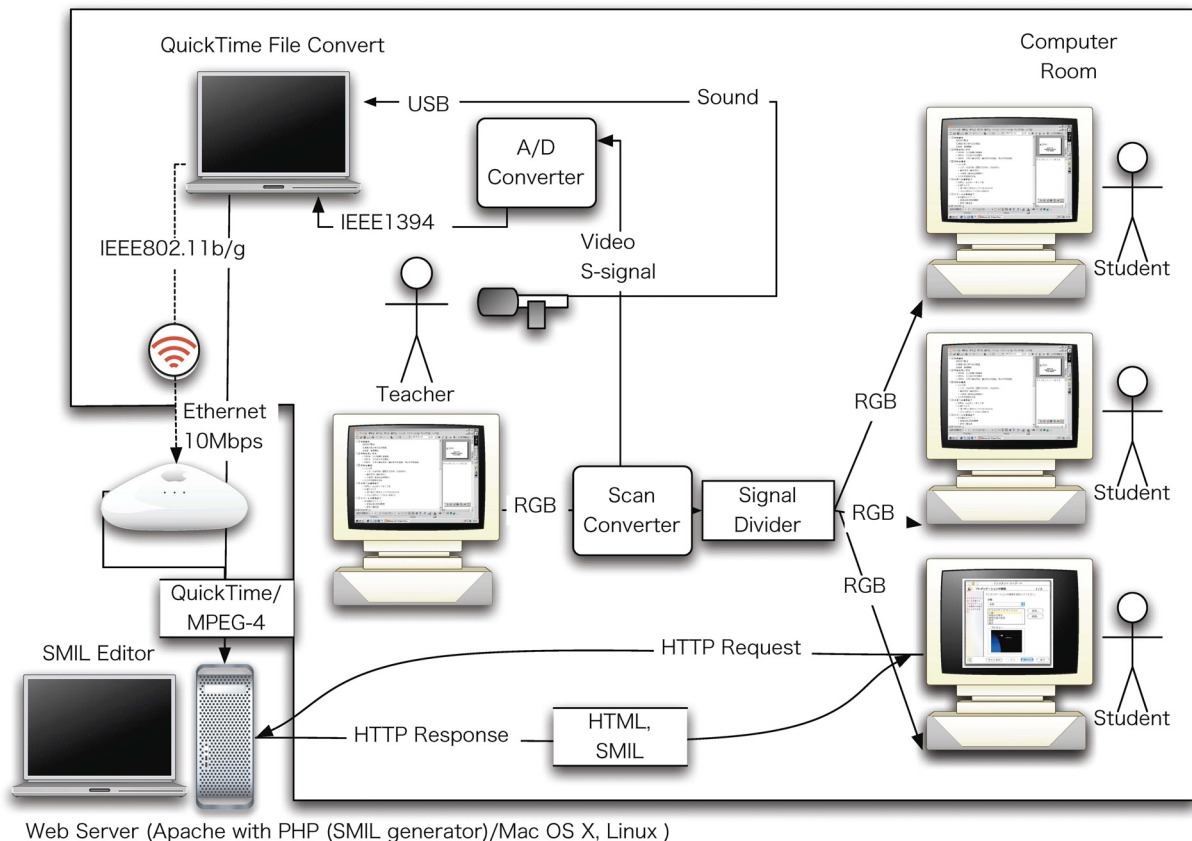 QuickTime File Convert
Computer
Room
USB
Sound
A/D
Converter
IEEE1394
IEEE802.11b/g
Video
S-signal
Student
Teacher
Ethernet
10Mbps
RGB
Scan
Converter
Signal
Divider
RGB
RGB
RGB
Student
QuickTime/
MPEG-4
SMIL Editor
HTTP Request
HTTP Response
HTML,
SMIL
Student
Web Server (Apache with PHP (SMIL generator)/Mac OS X, Linux )